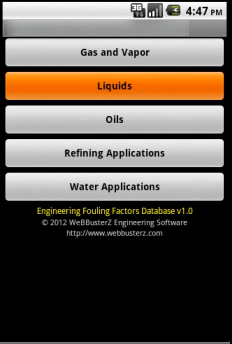 3G 4:47 PM
Gas and Vapor
Liquids
Oils
Refining Applications
Water Applications
Engineering Fouling Factors Database v1.0
© 2012 WeBBusterZ Engineering Software
http://www.webbusterz.com